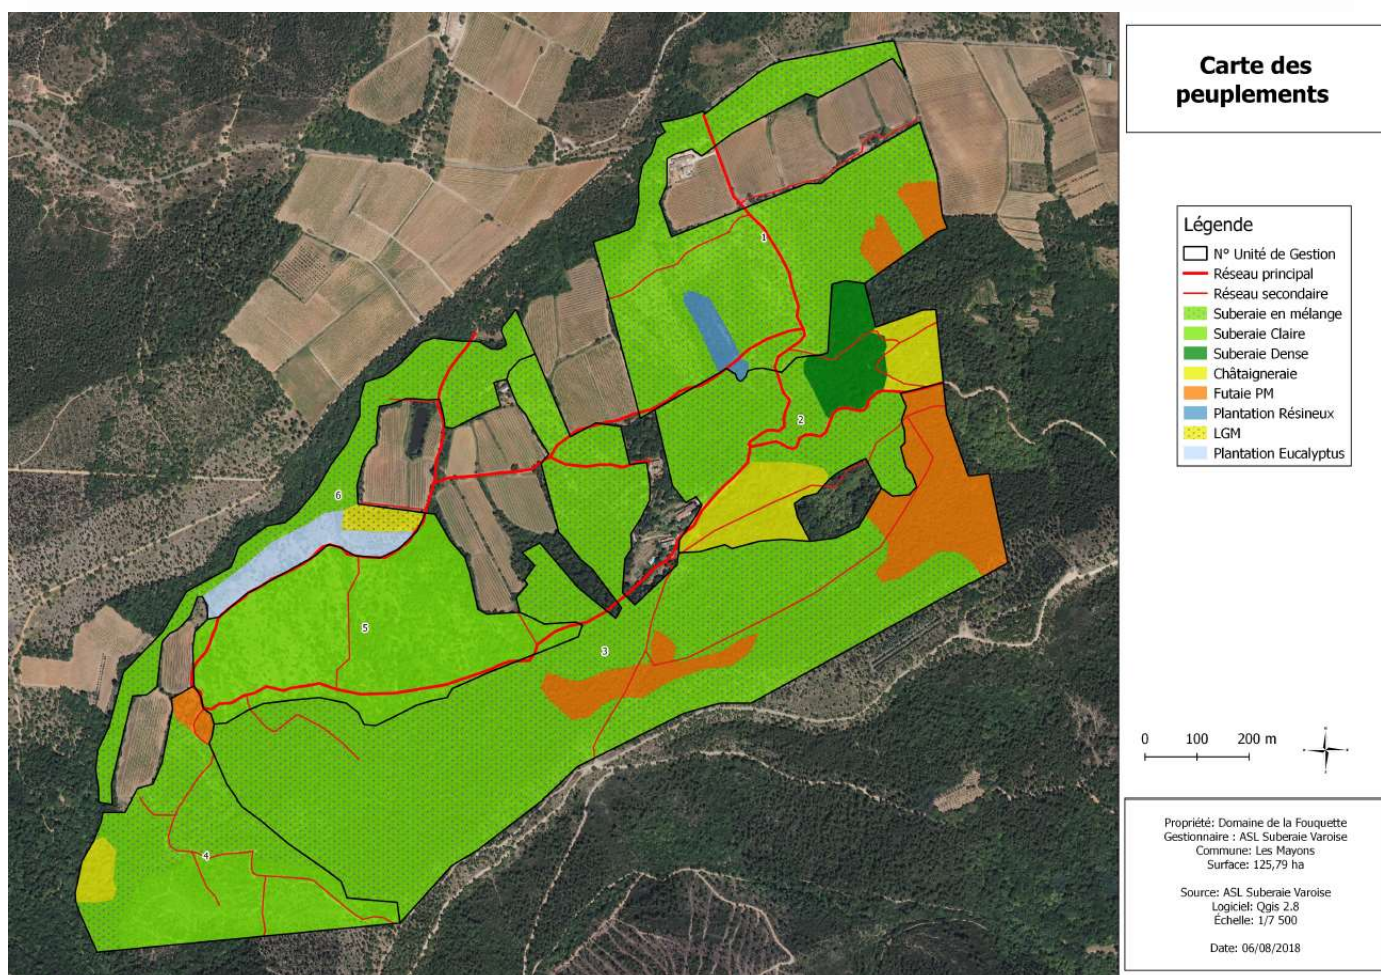 Carte des
peuplements
Légende
N° Unité de Gestion
Réseau principal
Réseau secondaire
Suberaie en mélange
Suberaie Claire
Suberaie Dense
Châtaigneraie
Futaie PM
Plantation Résineux
LGM
Plantation Eucalyptus
1
2
6
5
3
4
0 100 200 m
Propriété: Domaine de la Fouquette
Gestionnaire : ASL Suberaie Varoise
Commune: Les Mayons
Surface: 125,79 ha
Source: ASL Suberaie Varoise
Logiciel: Qgis 2.8
Échelle: 1/7 500
Date: 06/08/2018